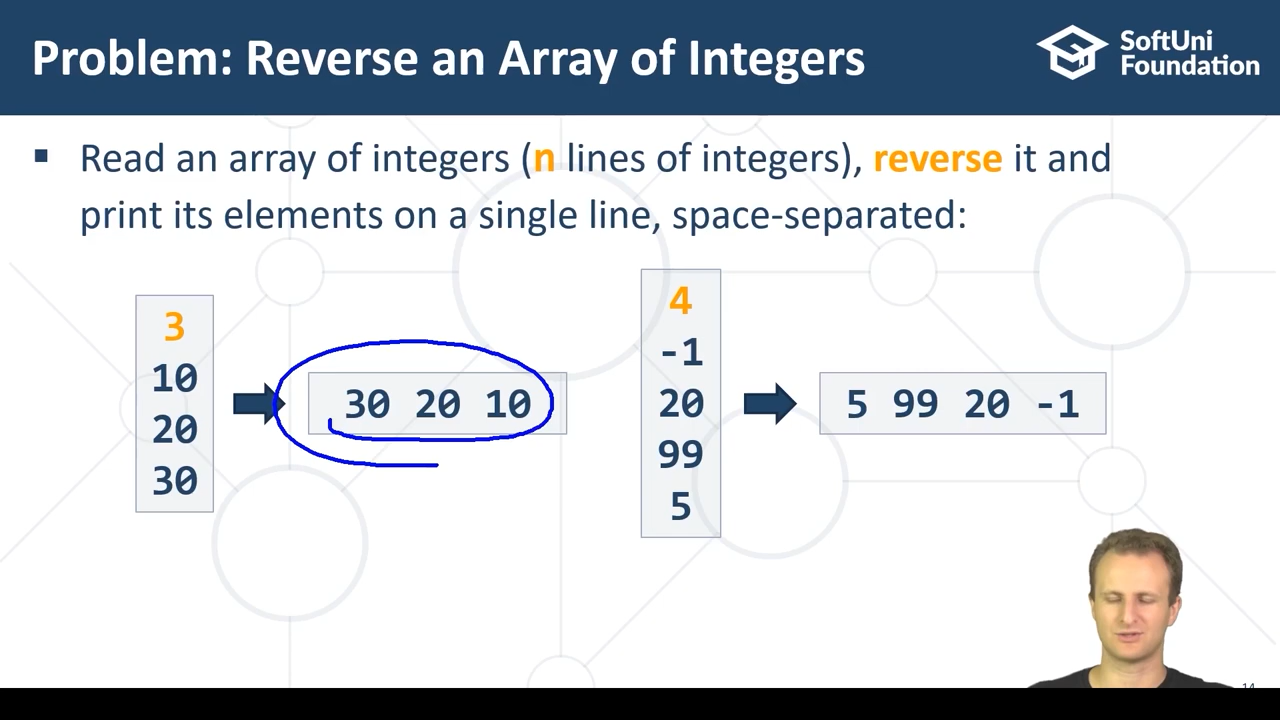 Problem: Reverse an Array of Integers
SoftUni
Foundation
Read an array of integers (n lines of integers), reverse it and
print its elements on a single line, space-separated:
3
10
20
30
30 20 10
4
-1
20
99
5
5 99 20 -1
14